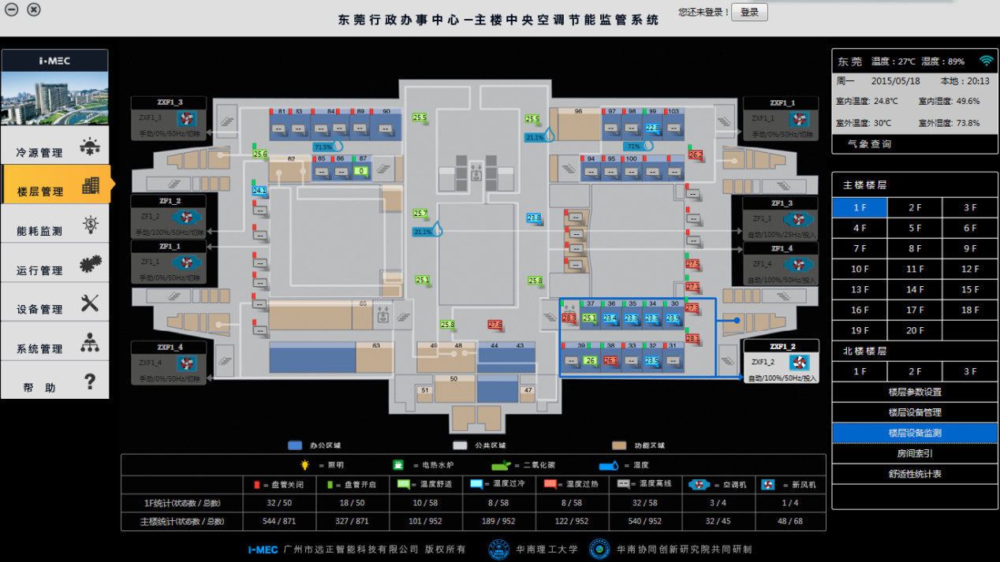 东莞行政办事中心－主楼中央空调节能监管系统
您还未登录！
登录
i-MEC
冷源管理
楼层管理
能耗监测
运行管理
设备管理
系统管理
帮 助
ZXF1_3
ZXF1_3
手动/0%/50Hz/切除
ZF1_2
ZF1_2
手动/100%/50Hz/切除
ZF1_1
ZF1_1
手动/0%/50Hz/切除
ZXF1_4
ZXF1_4
手动/0%/50Hz/切除
81 83 84 89 90
71.5%
25.6
82 85 86 87
0
24.1
25.5
25.5
21.1%
96 97 98 99 103
22.8
71%
26.2
94 95 100
25.7
21.1%
23.8
25.1
25.8
27.5
27.1
27.3
28.1
65
63
25.8
27.6
49 48 44 43
50
51
47
37 36 35 34 30
28.3 25.1 23.4 23.3 23.3 23.5
39 38 33 32 31
26 26.1 23.5
ZXF1_1
ZXF1_1
手动/0%/50Hz/切除
ZF1_3
ZF1_3
自动/100%/25Hz/投入
ZF1_4
ZF1_4
自动/100%/50Hz/投入
ZXF1_2
ZXF1_2
自动/100%/50Hz/投入
东莞 温度：27℃ 湿度：89%
周一 2015/05/18 本地：20:13
室内温度: 24.8℃ 室内湿度: 49.6%
室外温度: 30℃ 室外湿度: 73.8%
气象查询
主楼楼层
1 F 2 F 3 F
4 F 5 F 6 F
7 F 8 F 9 F
10 F 11 F 12 F
13 F 14 F 15 F
16 F 17 F 18 F
19 F 20 F
北楼楼层
1 F 2 F 3 F
楼层参数设置
楼层设备管理
楼层设备监测
房间索引
舒适性统计表
办公区域 公共区域 功能区域
= 照明 = 电热水炉 = 二氧化碳 = 湿度
= 盘管关闭 = 盘管开启 = 温度舒适 = 温度过冷 = 温度过热 = 温度离线 = 空调机 = 新风机
1F统计(状态数 / 总数) 32 / 50 18 / 50 10 / 58 8 / 58 8 / 58 32 / 58 3 / 4 1 / 4
主楼统计(状态数 / 总数) 544 / 871 327 / 871 101 / 952 189 / 952 122 / 952 540 / 952 32 / 45 48 / 68
i-MEC 广州市远正智能科技有限公司 版权所有 华南理工大学 华南协同创新研究院共同研制